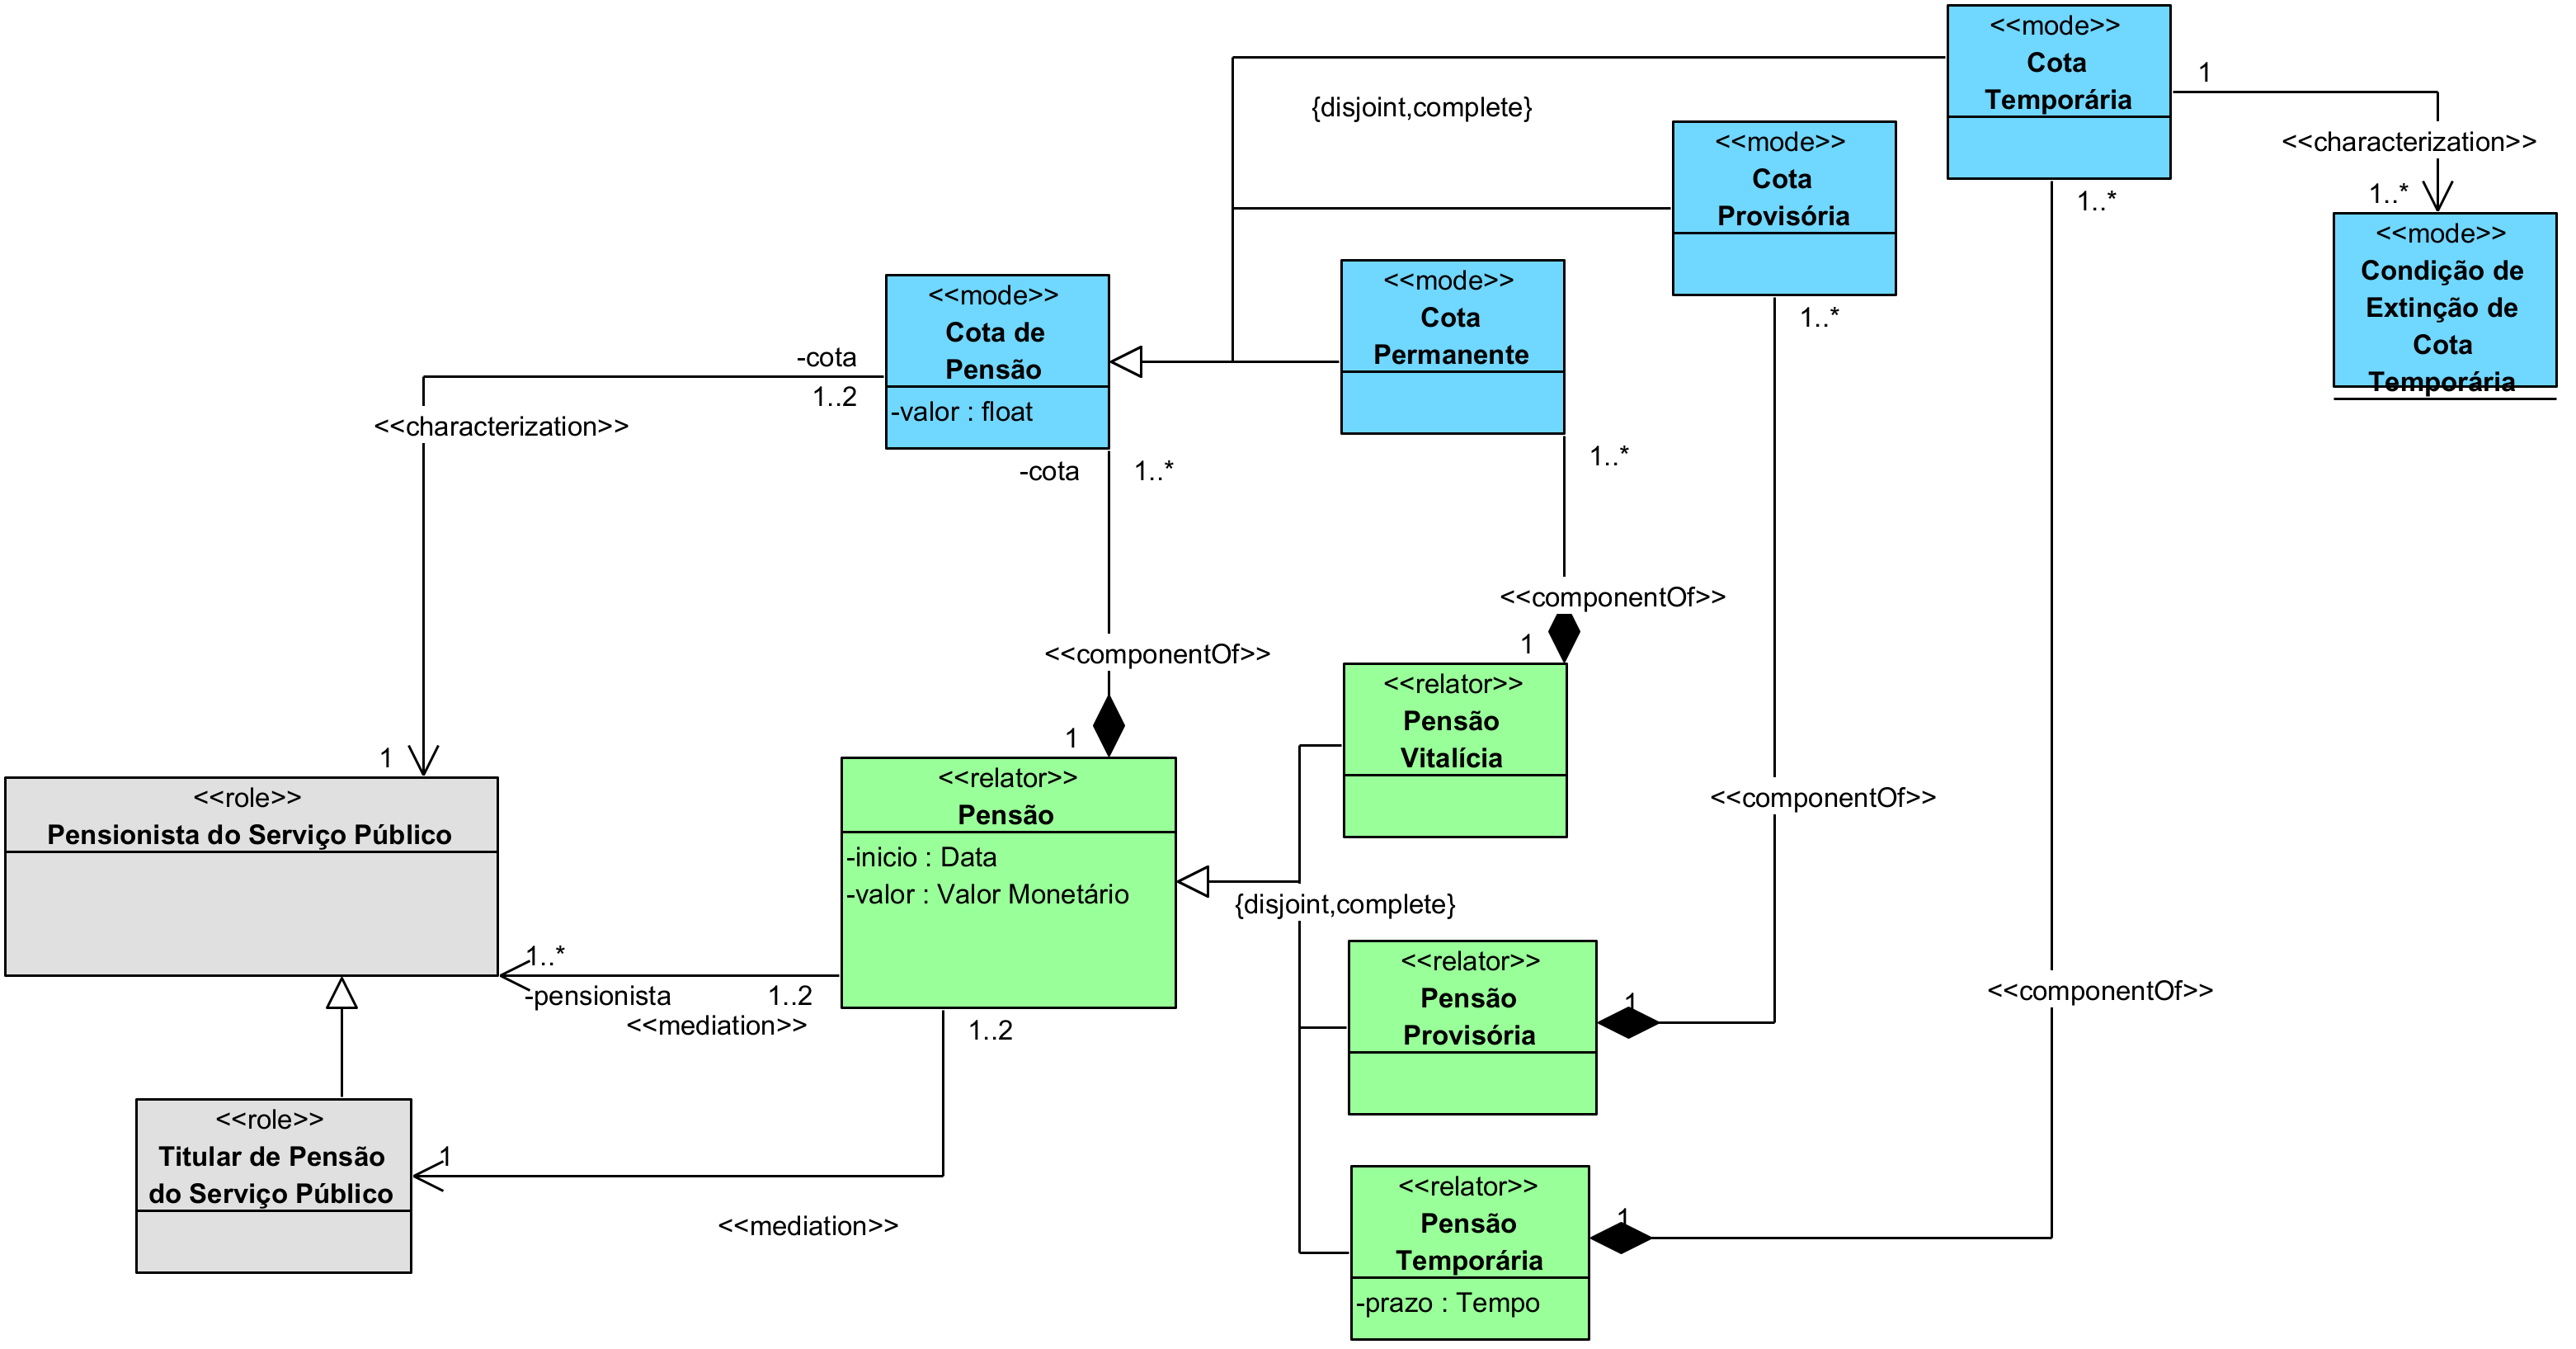 <<mode>>
Cota
Temporária
1
{disjoint,complete}
<<mode>>
Cota
Provisória
<<characterization>>
1..*
1..*
<<mode>>
Condição de
Extinção de
Cota
Temporária
<<mode>>
Cota
Permanente
<<mode>>
Cota de
Pensão
-valor : float
1..*
-cota
1..2
<<characterization>>
-cota
1..*
1..*
<<componentOf>>
1
<<componentOf>>
1
<<relator>>
Pensão
Vitalícia
1
<<role>>
Pensionista do Serviço Público
<<relator>>
Pensão
-inicio : Data
-valor : Valor Monetário
<<componentOf>>
{disjoint,complete}
1..*
-pensionista
1..2
<<mediation>>
1..2
<<relator>>
Pensão
Provisória
1
<<componentOf>>
<<role>>
Titular de Pensão
do Serviço Público
1
<<mediation>>
<<relator>>
Pensão
Temporária
-prazo : Tempo
1